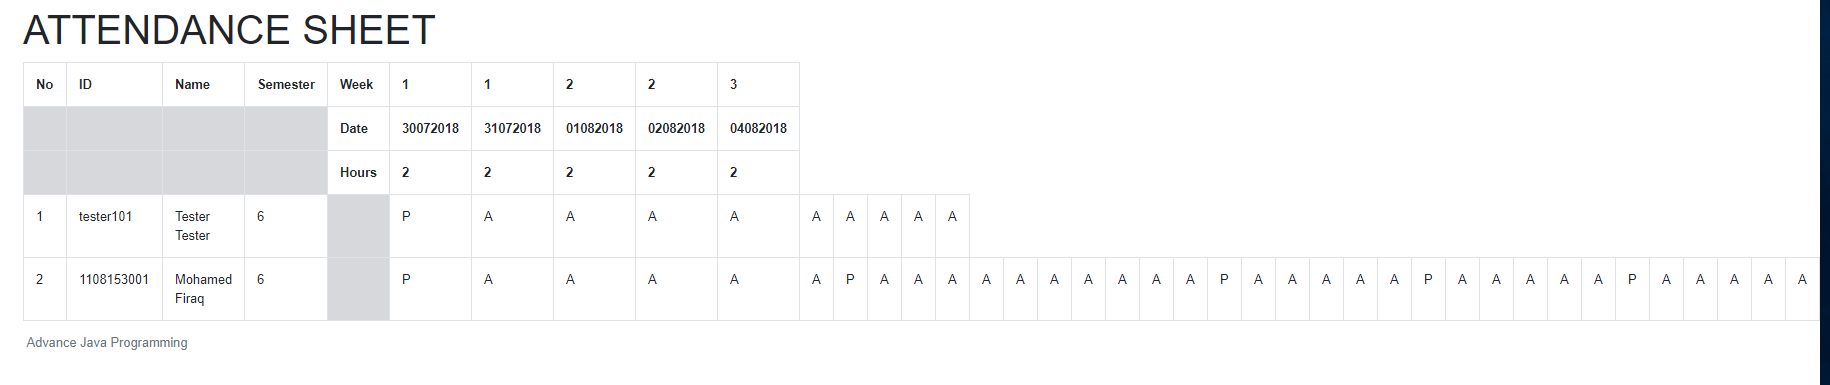 ATTENDANCE SHEET
No ID Name Semester Week 1 1 2 2 3
Date 30072018 31072018 01082018 02082018 04082018
Hours 2 2 2 2 2
1 tester101 Tester Tester 6 P A A A A A A A A A
2 1108153001 Mohamed Firaq 6 P A A A A A P A A A A A A A A A A P A A A A A P A A A A A P A A A A A
Advance Java Programming